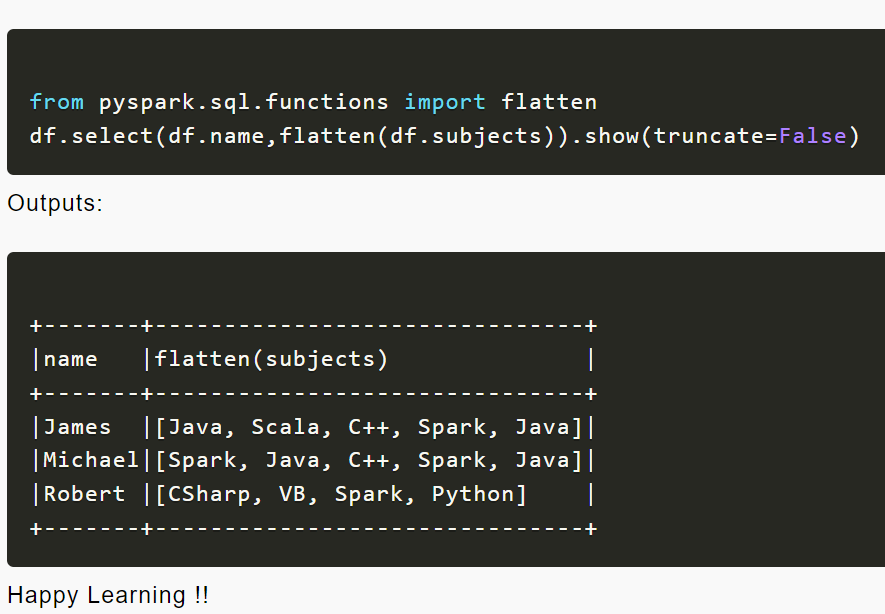 from pyspark.sql.functions import flatten
df.select(df.name,flatten(df.subjects)).show(truncate=False)
Outputs:
+-------+-------------------------------+
|name   |flatten(subjects)              |
+-------+-------------------------------+
|James  |[Java, Scala, C++, Spark, Java]|
|Michael|[Spark, Java, C++, Spark, Java]|
|Robert |[CSharp, VB, Spark, Python]    |
+-------+-------------------------------+
Happy Learning !!